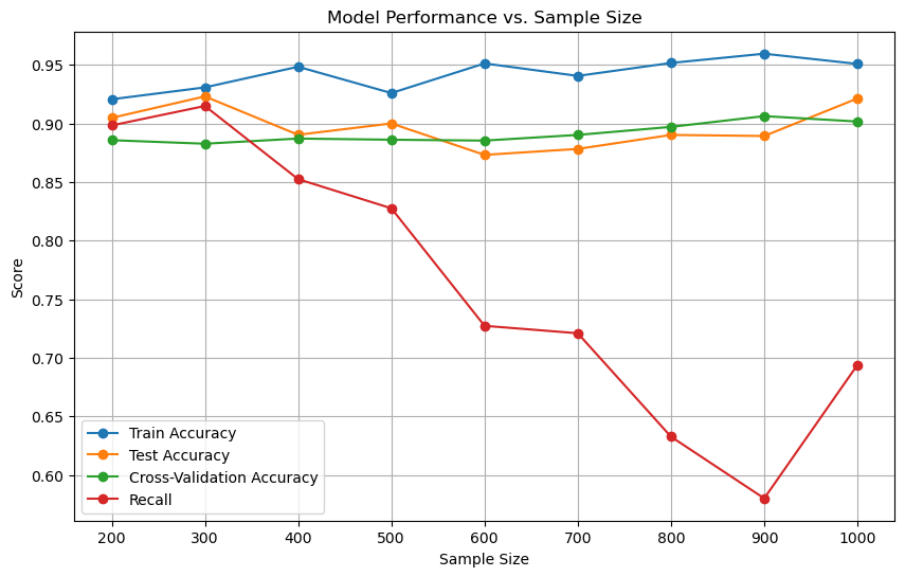 Model Performance vs. Sample Size
Score
0.95
0.90
0.85
0.80
0.75
0.70
0.65
0.60
Train Accuracy
Test Accuracy
Cross-Validation Accuracy
Recall
200 300 400 500 600 700 800 900 1000
Sample Size